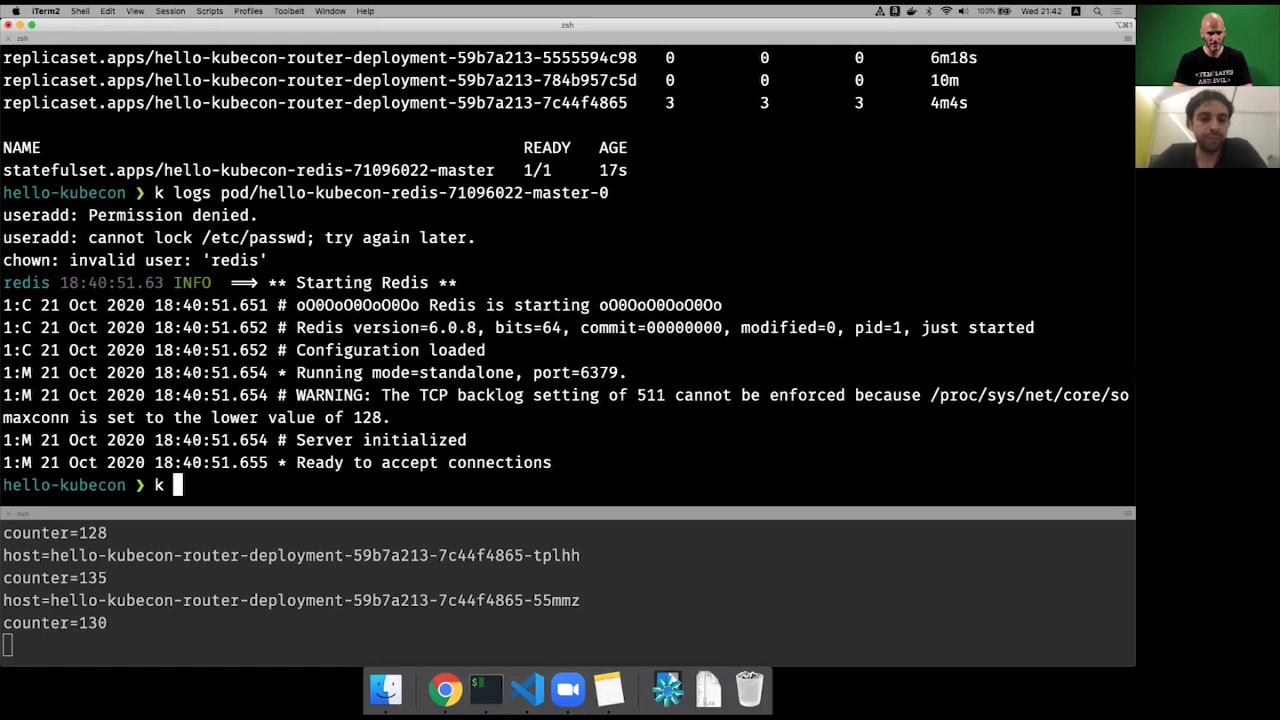 iTerm2 Shell Edit View Session Scripts Profiles Toolbelt Window Help 100% Wed 21:42 A
zsh ⌥⌘1
zsh
replicaset.apps/hello-kubecon-router-deployment-59b7a213-5555594c98 0 0 0 6m18s
replicaset.apps/hello-kubecon-router-deployment-59b7a213-784b957c5d 0 0 0 10m
replicaset.apps/hello-kubecon-router-deployment-59b7a213-7c44f4865 3 3 3 4m4s
NAME READY AGE
statefulset.apps/hello-kubecon-redis-71096022-master 1/1 17s
hello-kubecon ❯ k logs pod/hello-kubecon-redis-71096022-master-0
useradd: Permission denied.
useradd: cannot lock /etc/passwd; try again later.
chown: invalid user: 'redis'
redis 18:40:51.63 INFO ==> ** Starting Redis **
1:C 21 Oct 2020 18:40:51.651 # oO0OoO0OoO0Oo Redis is starting oO0OoO0OoO0Oo
1:C 21 Oct 2020 18:40:51.652 # Redis version=6.0.8, bits=64, commit=00000000, modified=0, pid=1, just started
1:C 21 Oct 2020 18:40:51.652 # Configuration loaded
1:M 21 Oct 2020 18:40:51.654 * Running mode=standalone, port=6379.
1:M 21 Oct 2020 18:40:51.654 # WARNING: The TCP backlog setting of 511 cannot be enforced because /proc/sys/net/core/so
maxconn is set to the lower value of 128.
1:M 21 Oct 2020 18:40:51.654 # Server initialized
1:M 21 Oct 2020 18:40:51.655 * Ready to accept connections
hello-kubecon ❯ k
counter=128
host=hello-kubecon-router-deployment-59b7a213-7c44f4865-tplhh
counter=135
host=hello-kubecon-router-deployment-59b7a213-7c44f4865-55mmz
counter=130
<TEMPLATES
ARE EVIL>